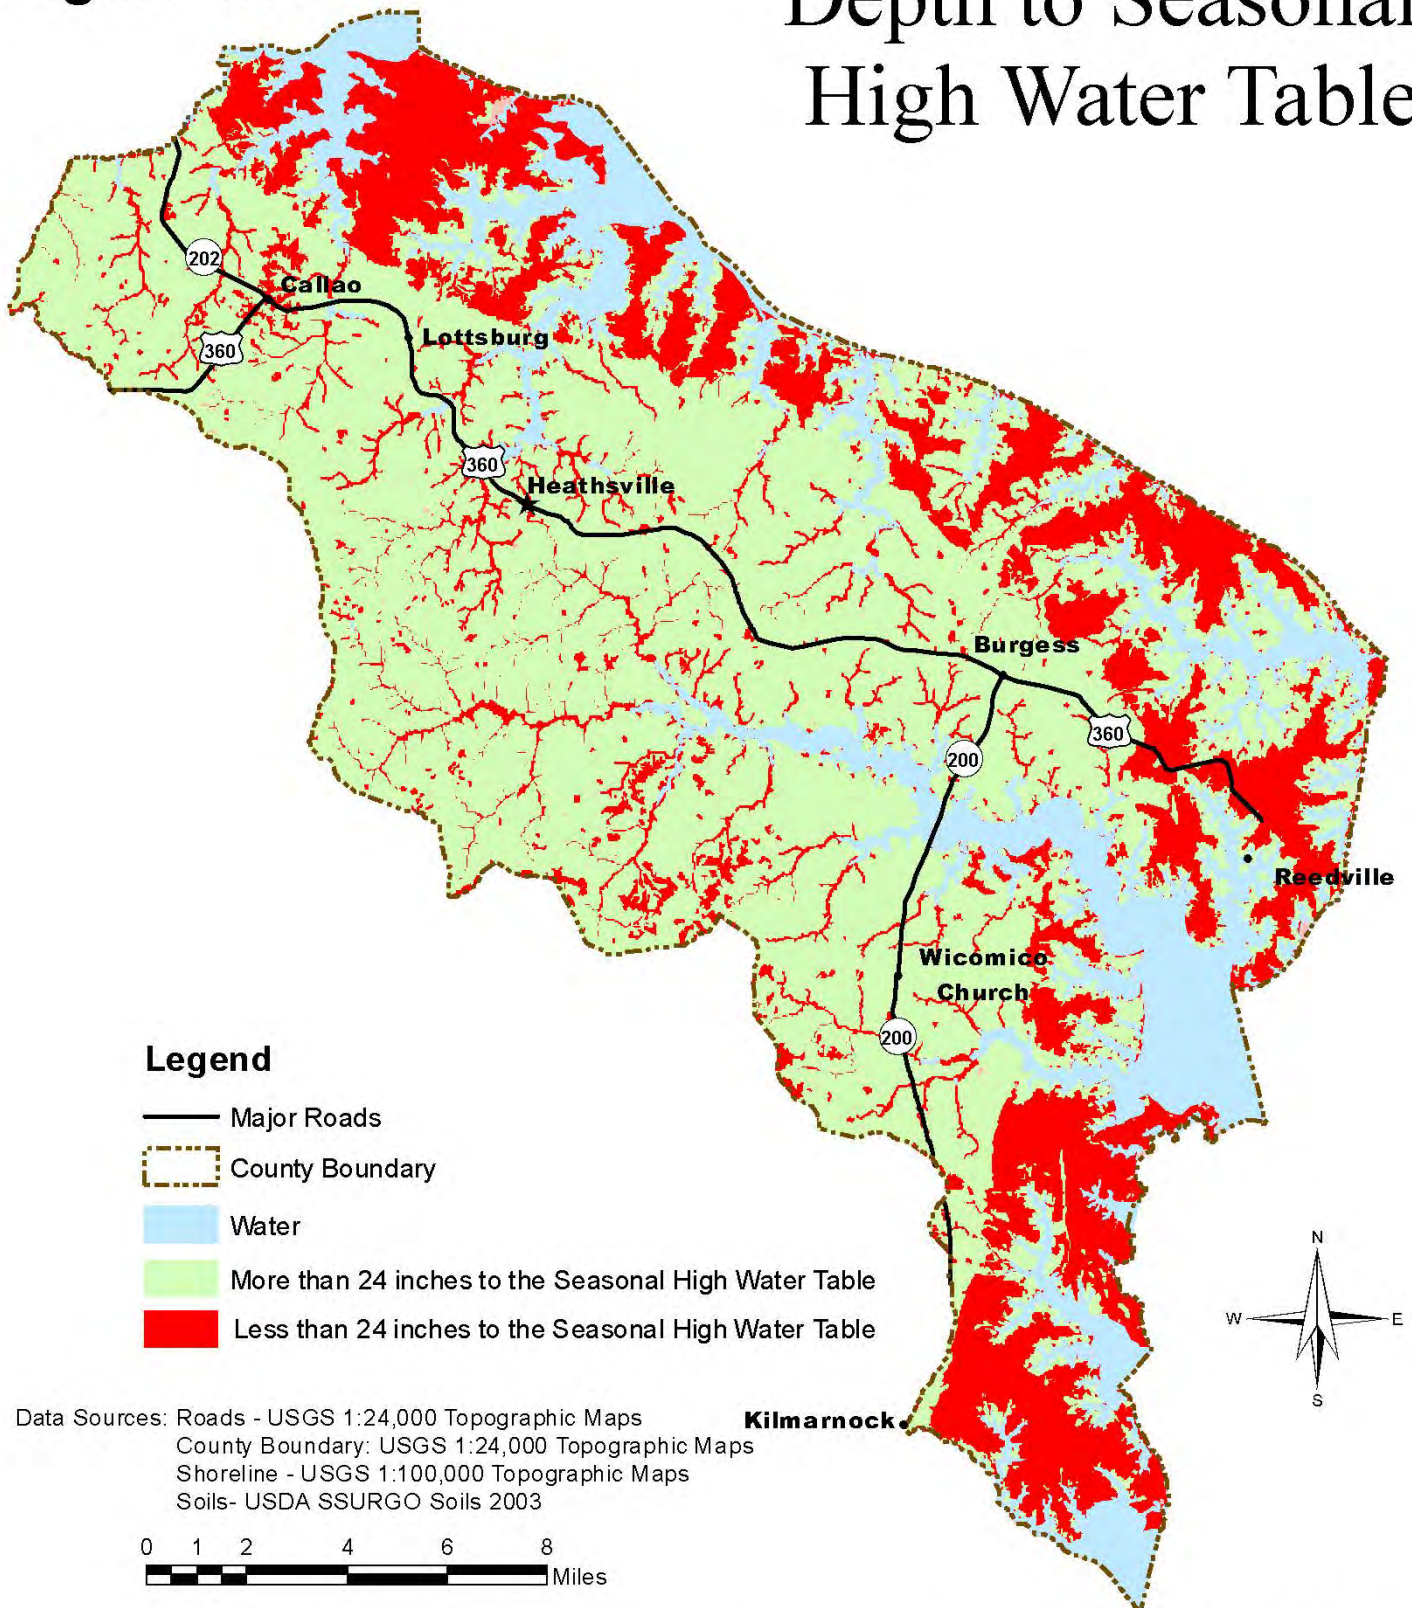 Depth to Seasonal
High Water Table
202
Callao
360
Lottsburg
360
Heathsville
Burgess
360
200
Reedville
Wicomico
Church
200
Legend
Major Roads
County Boundary
Water
More than 24 inches to the Seasonal High Water Table
Less than 24 inches to the Seasonal High Water Table
N
W
E
S
Kilmarnock
Data Sources: Roads - USGS 1:24,000 Topographic Maps
County Boundary: USGS 1:24,000 Topographic Maps
Shoreline - USGS 1:100,000 Topographic Maps
Soils- USDA SSURGO Soils 2003
0 1 2 4 6 8
Miles